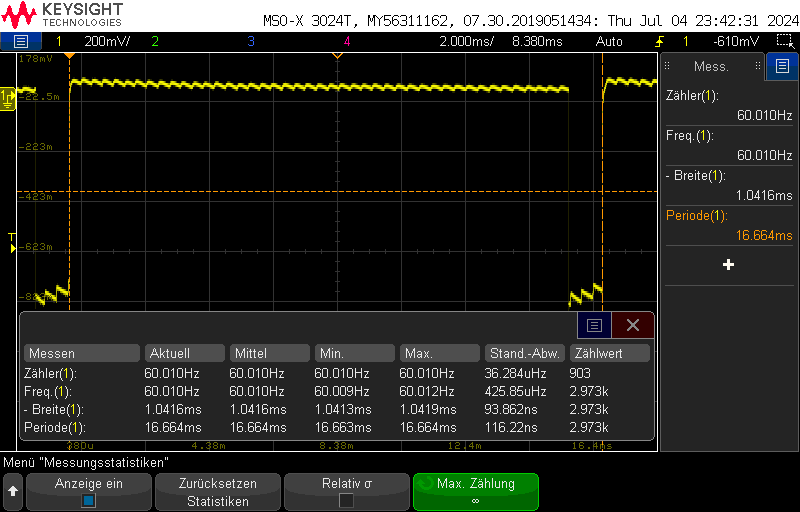 KEYSIGHT
TECHNOLOGIES
MSO-X 3024T, MY56311162, 07.30.2019051434: Thu Jul 04 23:42:31 2024
1 200mV/ 2 3 4 2.000ms/ 8.380ms Auto 1 -610mV
178mV
-22.5m
-223m
-423m
-623m
1
T
Mess.
Zähler(1):
60.010Hz
Freq.(1):
60.010Hz
- Breite(1):
1.0416ms
Periode(1):
16.664ms
Messen Aktuell Mittel Min. Max. Stand.-Abw. Zählwert
Zähler(1): 60.010Hz 60.010Hz 60.010Hz 60.010Hz 36.284uHz 903
Freq.(1): 60.010Hz 60.010Hz 60.009Hz 60.012Hz 425.85uHz 2.973k
- Breite(1): 1.0416ms 1.0416ms 1.0413ms 1.0419ms 93.862ns 2.973k
Periode(1): 16.664ms 16.664ms 16.663ms 16.664ms 116.22ns 2.973k
380u 4.38m 8.38m 12.4m 16.4ms
Menü "Messungsstatistiken"
Anzeige ein Zurücksetzen Relativ σ Max. Zählung
Statistiken ∞